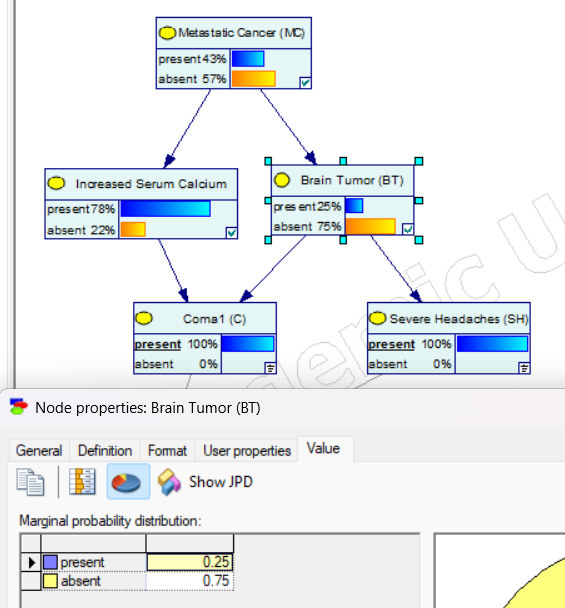 Metastatic Cancer (MC)
present 43%
absent 57%
Increased Serum Calcium
present 78%
absent 22%
Brain Tumor (BT)
present 25%
absent 75%
Coma1 (C)
present 100%
absent 0%
Severe Headaches (SH)
present 100%
absent 0%
emic U
Node properties: Brain Tumor (BT)
General Definition Format User properties Value
Show JPD
Marginal probability distribution:
present 0.25
absent 0.75